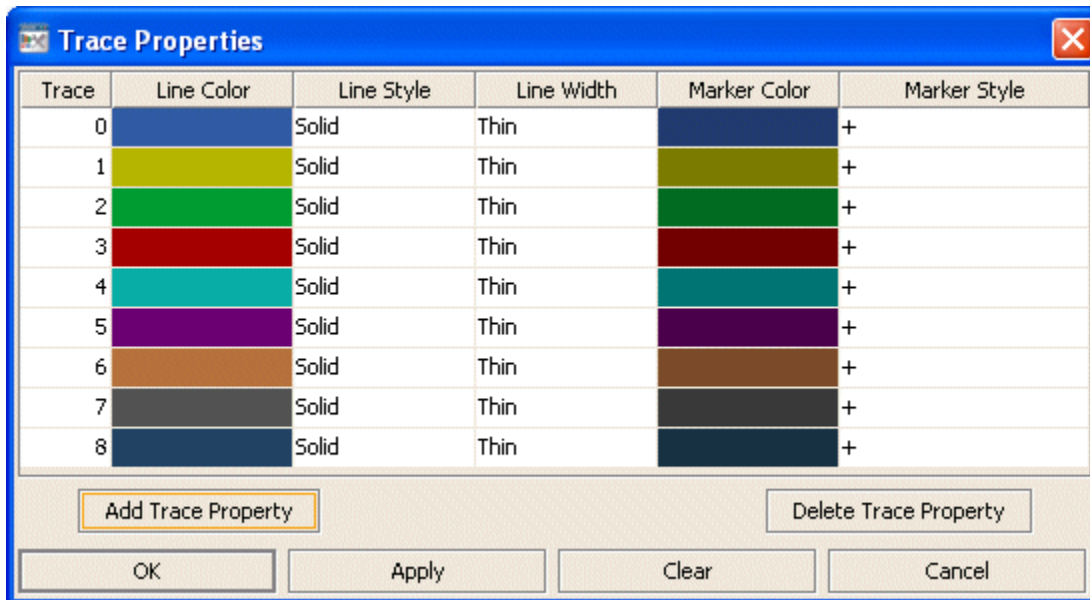 Trace Properties
Trace Line Color Line Style Line Width Marker Color Marker Style
0 Solid Thin +
1 Solid Thin +
2 Solid Thin +
3 Solid Thin +
4 Solid Thin +
5 Solid Thin +
6 Solid Thin +
7 Solid Thin +
8 Solid Thin +
Add Trace Property Delete Trace Property
OK Apply Clear Cancel